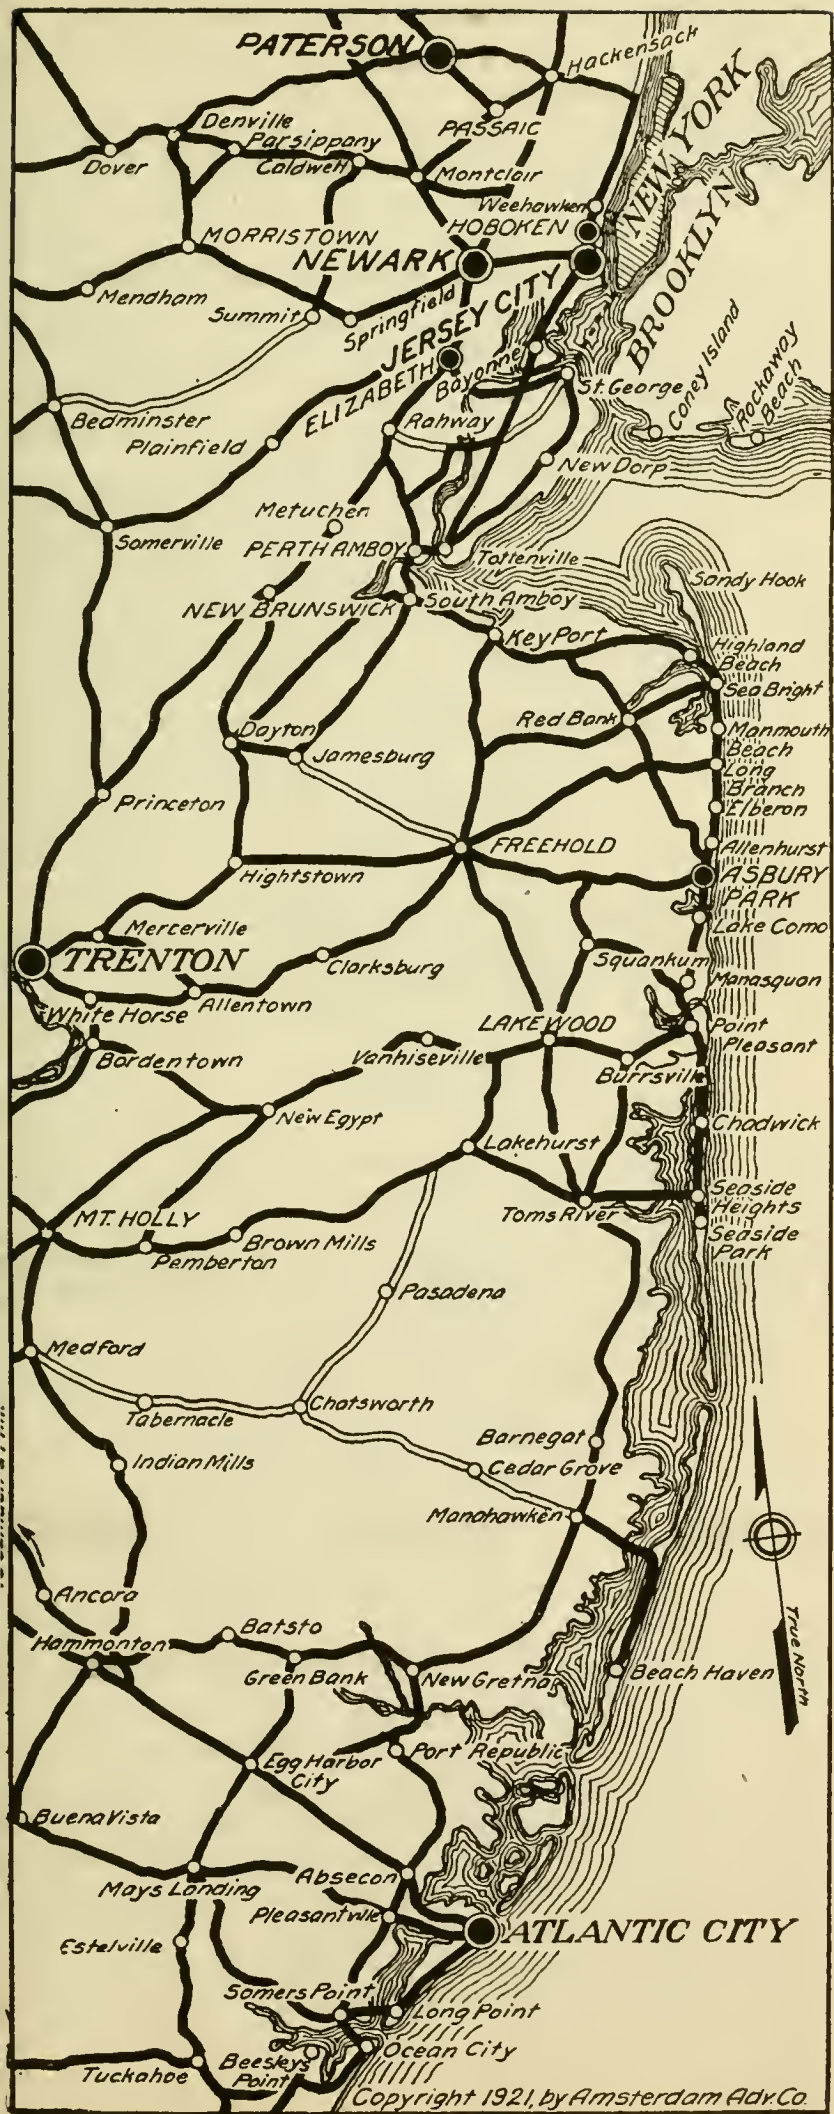 PATERSON
Hackensack
PASSAIC
Denville
Parsippany
Dover
Caldwell
Montclair
NEW YORK
Weehawken
HOBOKEN
MORRISTOWN
NEWARK
BROOKLYN
Mendham
Summit
Springfield
JERSEY CITY
ELIZABETH
Bayonne
St. George
Coney Island
Rockaway
Beach
Bedminster
Plainfield
Rahway
New Dorp
Metuchen
Somerville
PERTH AMBOY
Tottenville
Sandy Hook
NEW BRUNSWICK
South Amboy
Key Port
Highland
Beach
Sea Bright
Red Bank
Dayton
Jamesburg
Manmouth
Beach
Long
Branch
Princeton
Elberon
FREEHOLD
Allenhurst
Hightstown
ASBURY
PARK
Mercerville
Lake Como
TRENTON
Clarksburg
Squankum
Manasquan
White Horse
Allentown
LAKEWOOD
Point
Pleasant
Bordentown
Vanhiseville
Burrsville
New Egypt
Chadwick
Lakehurst
Seaside
Heights
MT. HOLLY
Toms River
Seaside
Park
Brown Mills
Pemberton
Pasadena
Medford
Chatsworth
Tabernacle
Barnegat
Indian Mills
Cedar Grove
Manahawken
Ancora
True North
Batsto
Hammonton
Green Bank
New Gretna
Beach Haven
Port Republic
Egg Harbor
City
Buena Vista
Mays Landing
Absecon
Pleasantville
ATLANTIC CITY
Estelville
Somers Point
Long Point
Ocean City
Beesleys
Point
Tuckahoe
Copyright 1921, by Amsterdam Adv. Co.